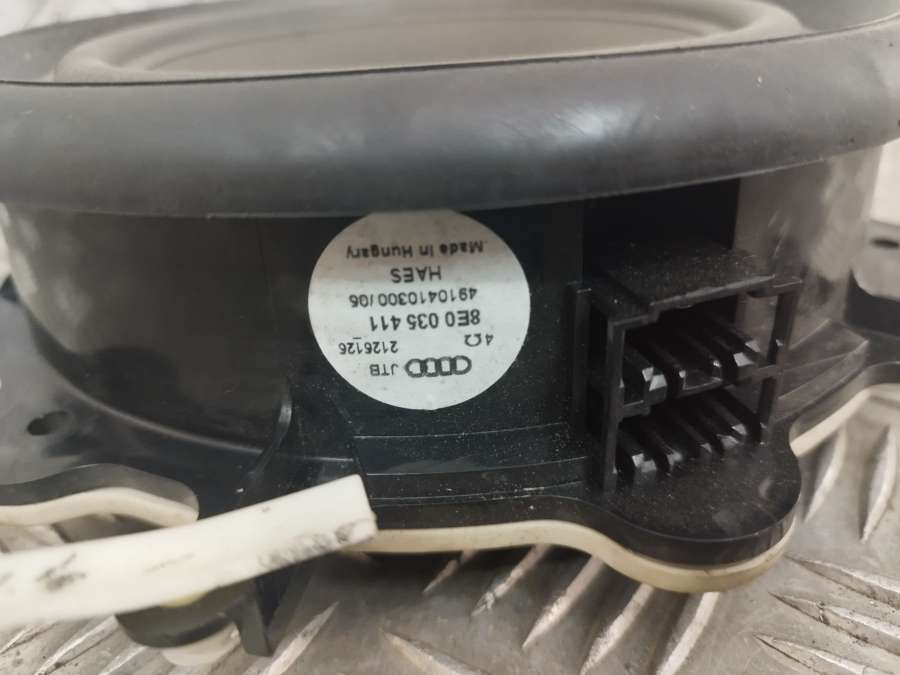 JTB
4Ω 2126126
8E0 035 411
4910410300/06
HAES
Made in Hungary